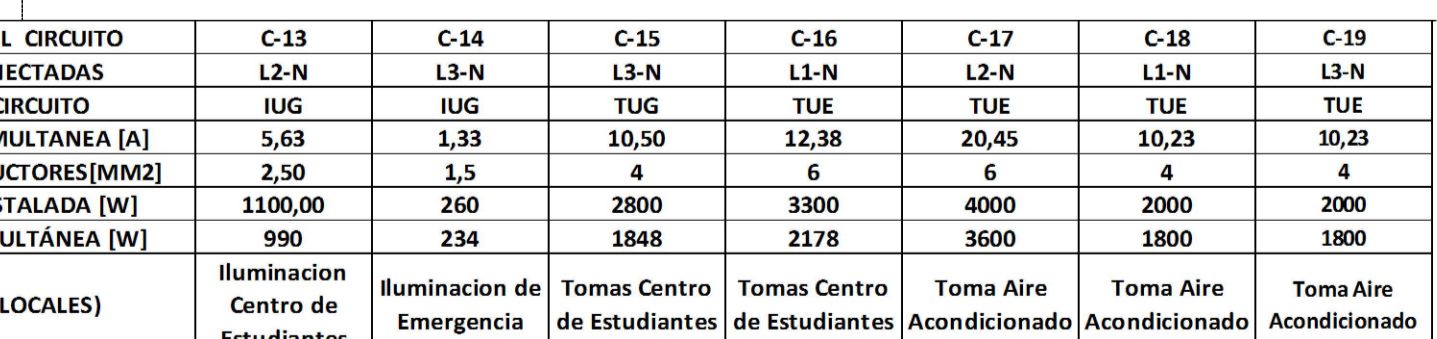 L CIRCUITO C-13 C-14 C-15 C-16 C-17 C-18 C-19
IECTADAS L2-N L3-N L3-N L1-N L2-N L1-N L3-N
CIRCUITO IUG IUG TUG TUE TUE TUE TUE
MULTANEA [A] 5,63 1,33 10,50 12,38 20,45 10,23 10,23
UCTORES[MM2] 2,50 1,5 4 6 6 4 4
STALADA [W] 1100,00 260 2800 3300 4000 2000 2000
ULTÁNEA [W] 990 234 1848 2178 3600 1800 1800
LOCALES) Iluminacion Centro de Estudiantes Iluminacion de Emergencia Tomas Centro de Estudiantes Tomas Centro de Estudiantes Toma Aire Acondicionado Toma Aire Acondicionado Toma Aire Acondicionado